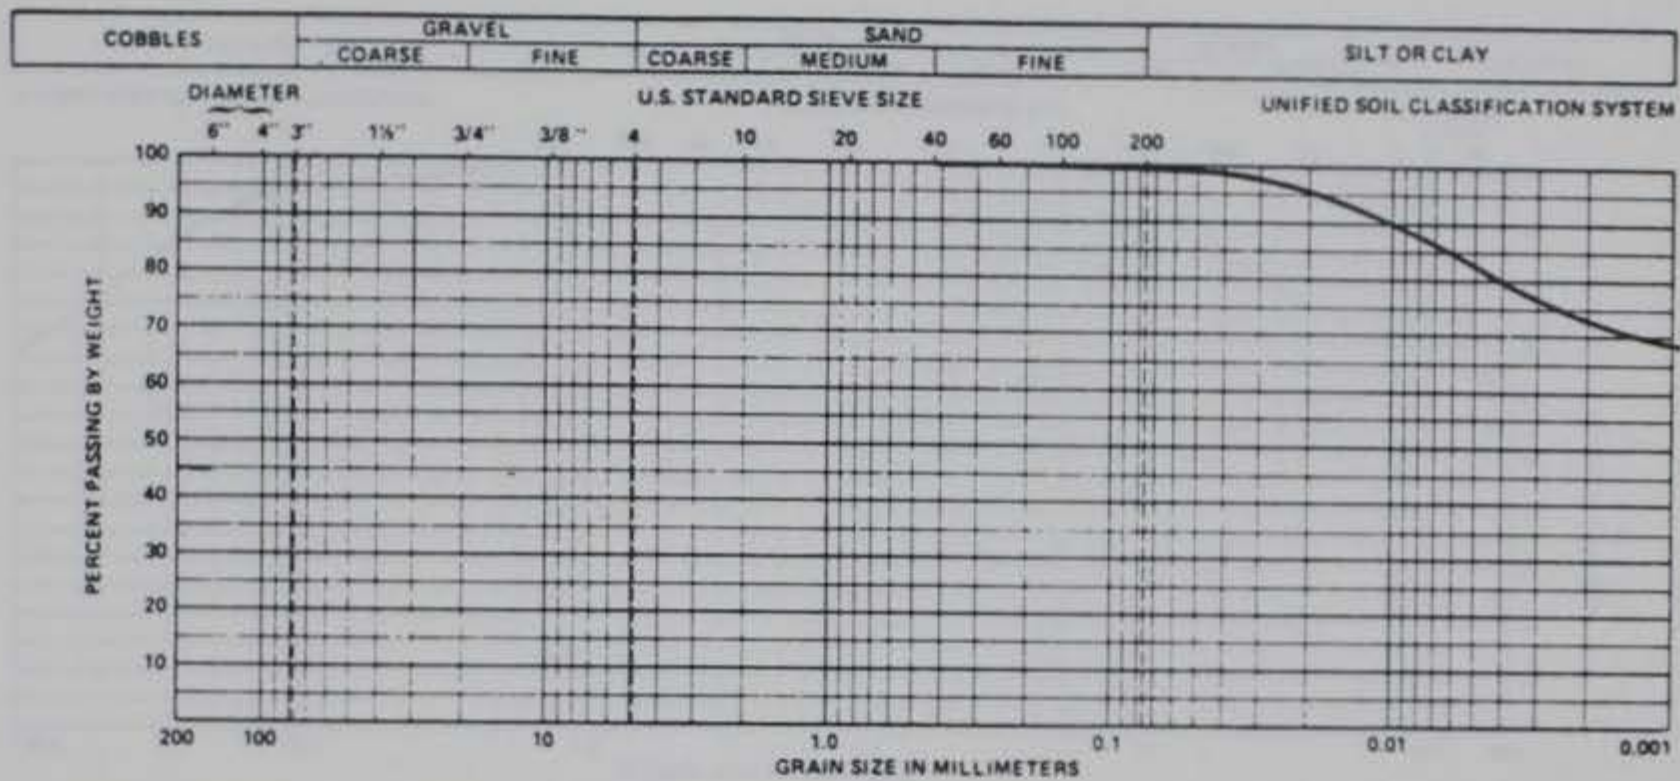 COBBLES GRAVEL SAND SILT OR CLAY
COARSE FINE COARSE MEDIUM FINE
DIAMETER U.S. STANDARD SIEVE SIZE UNIFIED SOIL CLASSIFICATION SYSTEM
6" 4" 3" 1½" 3/4" 3/8" 4 10 20 40 60 100 200
100
90
80
70
60
50
40
30
20
10
PERCENT PASSING BY WEIGHT
200 100 10 1.0 0.1 0.01 0.001
GRAIN SIZE IN MILLIMETERS